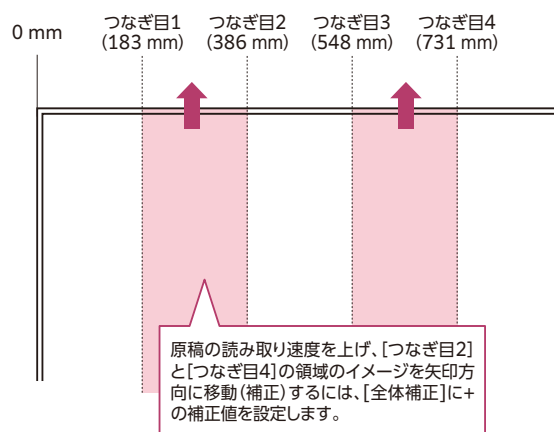 0 mm
つなぎ目1
(183 mm)
つなぎ目2
(386 mm)
つなぎ目3
(548 mm)
つなぎ目4
(731 mm)
原稿の読み取り速度を上げ、[つなぎ目2]
と[つなぎ目4]の領域のイメージを矢印方
向に移動(補正)するには、[全体補正]に+
の補正値を設定します。